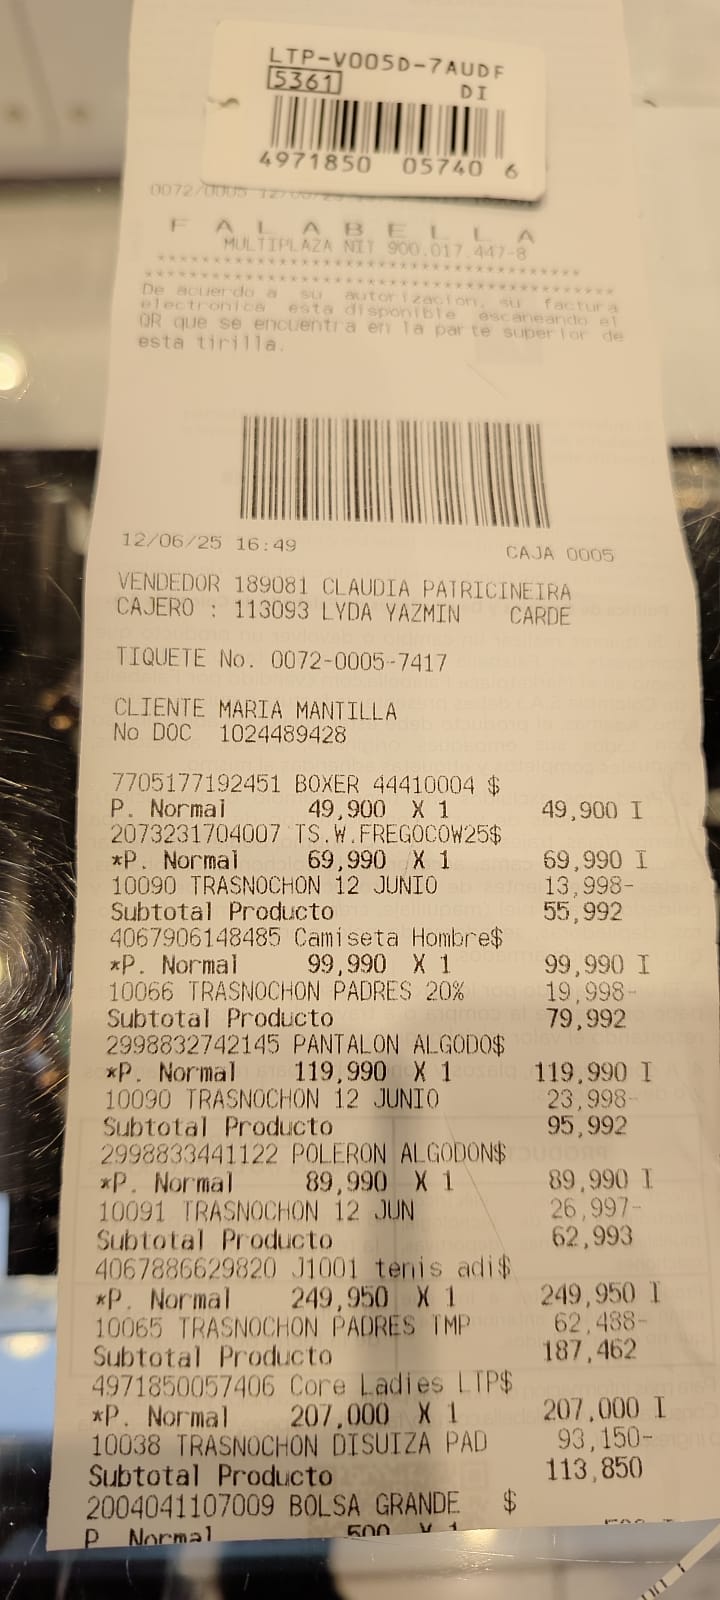 LTP-V005D-7AUDF
5361 DI
4971850 05740 6
0072/0005 12/06/25
FALABELLA
MULTIPLAZA NIT 900.017.447-8
****************************************
****************************************
De acuerdo a su autorizacion, su factura
electronica esta disponible escaneando el
QR que se encuentra en la parte superior de
esta tirilla.
12/06/25 16:49 CAJA 0005
VENDEDOR 189081 CLAUDIA PATRICINEIRA
CAJERO : 113093 LYDA YAZMIN CARDE
TIQUETE No. 0072-0005-7417
CLIENTE MARIA MANTILLA
No DOC 1024489428
7705177192451 BOXER 44410004 $
P. Normal 49,900 X 1 49,900 I
2073231704007 TS.W.FREGOCOW25$
*P. Normal 69,990 X 1 69,990 I
10090 TRASNOCHON 12 JUNIO 13,998-
Subtotal Producto 55,992
4067906148485 Camiseta Hombre$
*P. Normal 99,990 X 1 99,990 I
10066 TRASNOCHON PADRES 20% 19,998-
Subtotal Producto 79,992
2998832742145 PANTALON ALGODO$
*P. Normal 119,990 X 1 119,990 I
10090 TRASNOCHON 12 JUNIO 23,998-
Subtotal Producto 95,992
2998833441122 POLERON ALGODON$
*P. Normal 89,990 X 1 89,990 I
10091 TRASNOCHON 12 JUN 26,997-
Subtotal Producto 62,993
4067886629820 J1001 tenis adi$
*P. Normal 249,950 X 1 249,950 I
10065 TRASNOCHON PADRES TMP 62,488-
Subtotal Producto 187,462
4971850057406 Core Ladies LTP$
*P. Normal 207,000 X 1 207,000 I
10038 TRASNOCHON DISUIZA PAD 93,150-
Subtotal Producto 113,850
2004041107009 BOLSA GRANDE $
P Normal 500 X 1